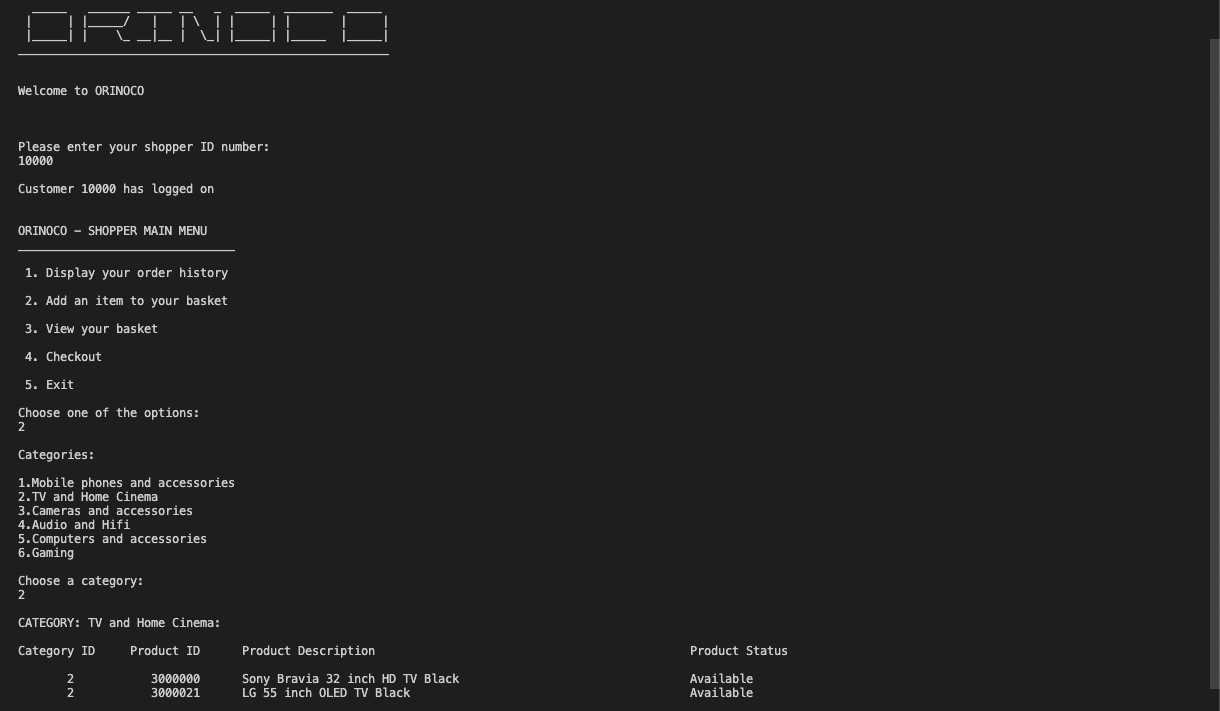 ORINOCO
Welcome to ORINOCO
Please enter your shopper ID number:
10000
Customer 10000 has logged on
ORINOCO - SHOPPER MAIN MENU
1. Display your order history
2. Add an item to your basket
3. View your basket
4. Checkout
5. Exit
Choose one of the options:
2
Categories:
1.Mobile phones and accessories
2.TV and Home Cinema
3.Cameras and accessories
4.Audio and Hifi
5.Computers and accessories
6.Gaming
Choose a category:
2
CATEGORY: TV and Home Cinema:
Category ID Product ID Product Description Product Status
2 3000000 Sony Bravia 32 inch HD TV Black Available
2 3000021 LG 55 inch OLED TV Black Available